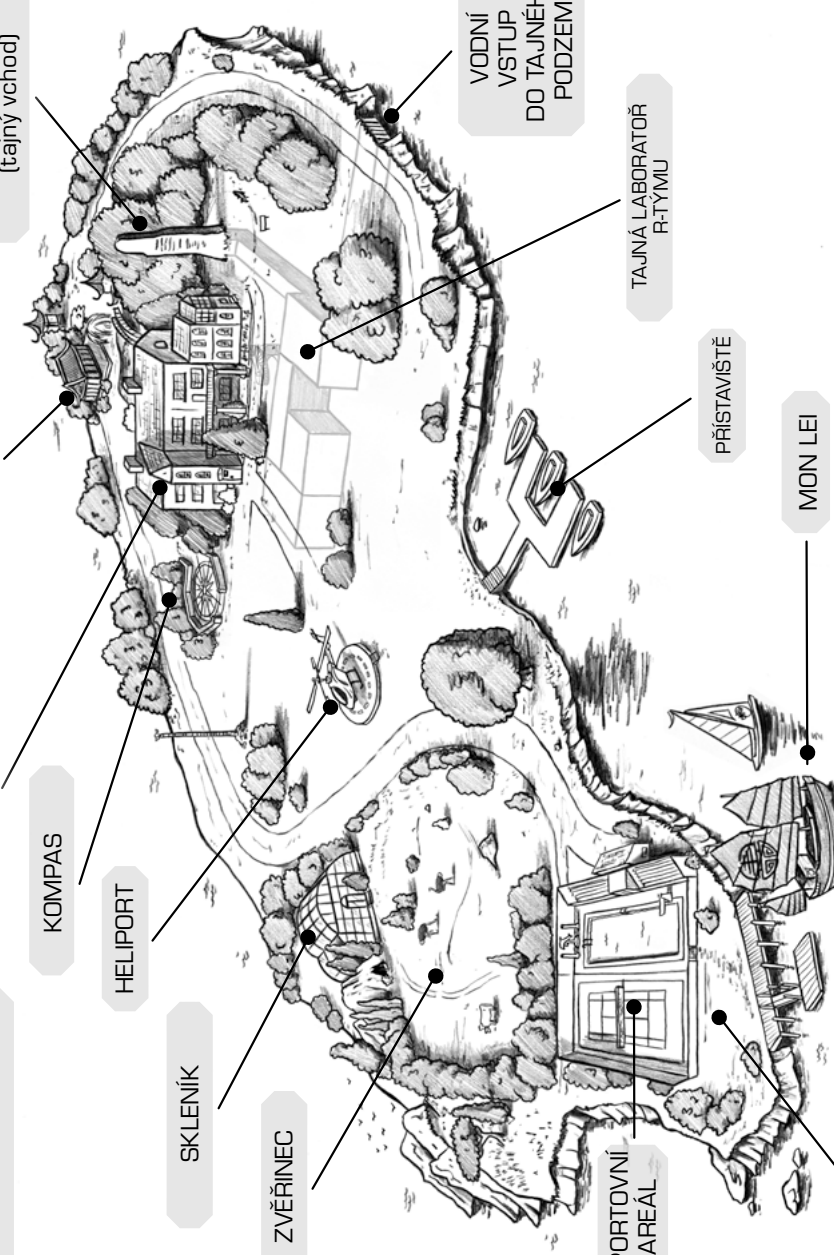 (tajný vchod)
VODNÍ
VSTUP
DO TAJNÉH
PODZEM
TAJNÁ LABORATOŘ
R-TÝMU
PŘÍSTAVIŠTĚ
MON LEI
KOMPAS
HELIPORT
SKLENÍK
ZVĚŘINEC
PORTOVNÍ
AREÁL